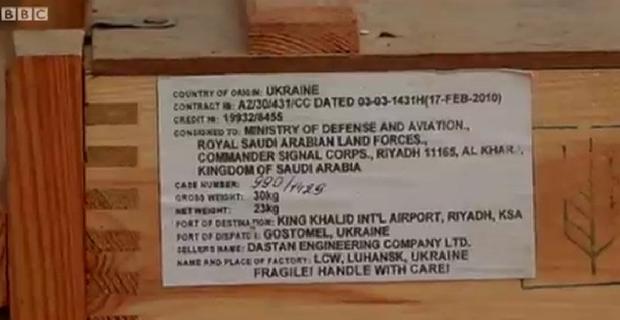 BBC
COUNTRY OF ORIGIN: UKRAINE
CONTRACT №: AZ/30/431/CC DATED 03-03-1431H(17-FEB-2010)
CREDIT №: 19932/8455
CONSIGNED TO: MINISTRY OF DEFENSE AND AVIATION.,
ROYAL SAUDI ARABIAN LAND FORCES.,
COMMANDER SIGNAL CORPS., RIYADH 11165, AL KHARJ.,
KINGDOM OF SAUDI ARABIA
CASE NUMBER: 990/1429
GROSS WEIGHT: 30kg
NET WEIGHT: 23kg
PORT OF DESTINATION: KING KHALID INT'L AIRPORT, RIYADH, KSA
PORT OF DISPATCH: GOSTOMEL, UKRAINE
SELLERS NAME: DASTAN ENGINEERING COMPANY LTD.
NAME AND PLACE OF FACTORY: LCW, LUHANSK, UKRAINE
FRAGILE! HANDLE WITH CARE!